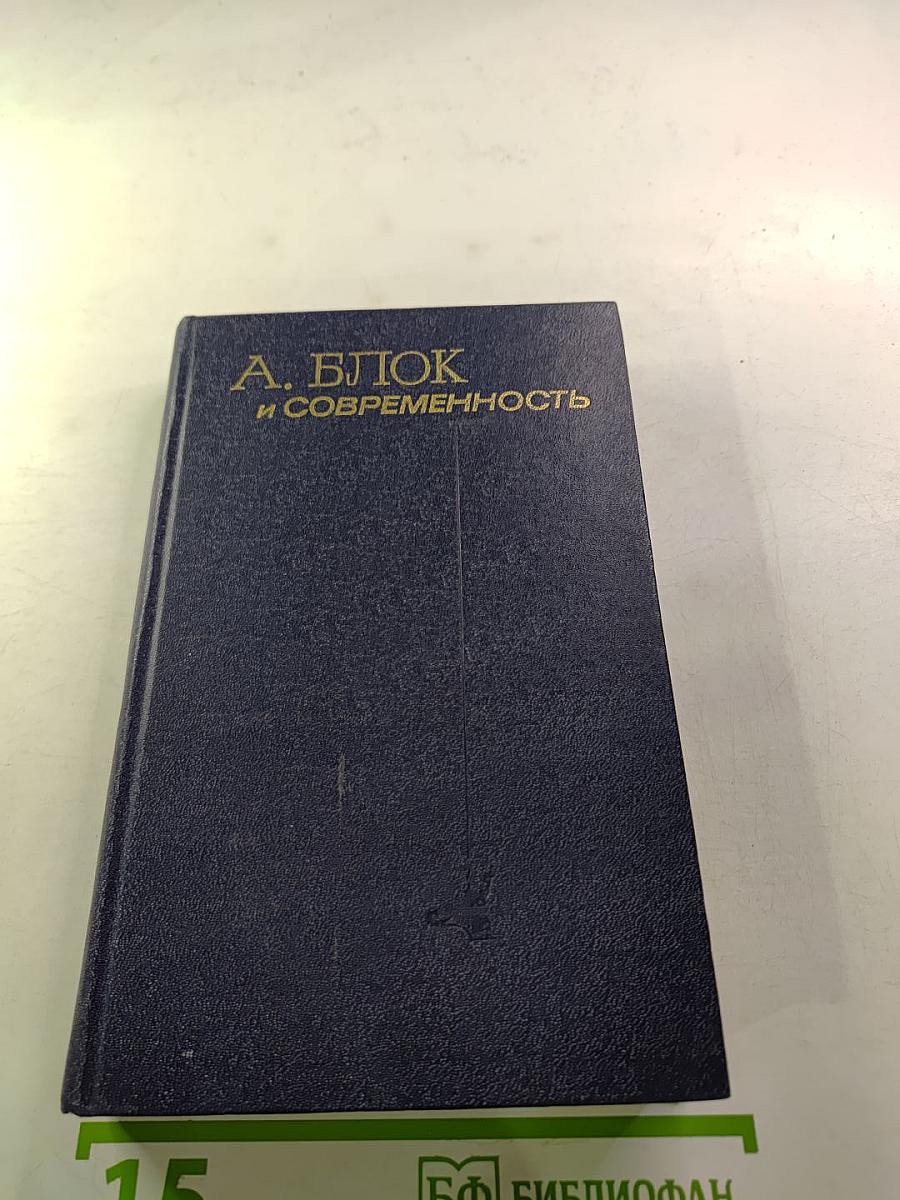 А. БЛОК
и СОВРЕМЕННОСТЬ
15
БФ БИБЛИОФАН